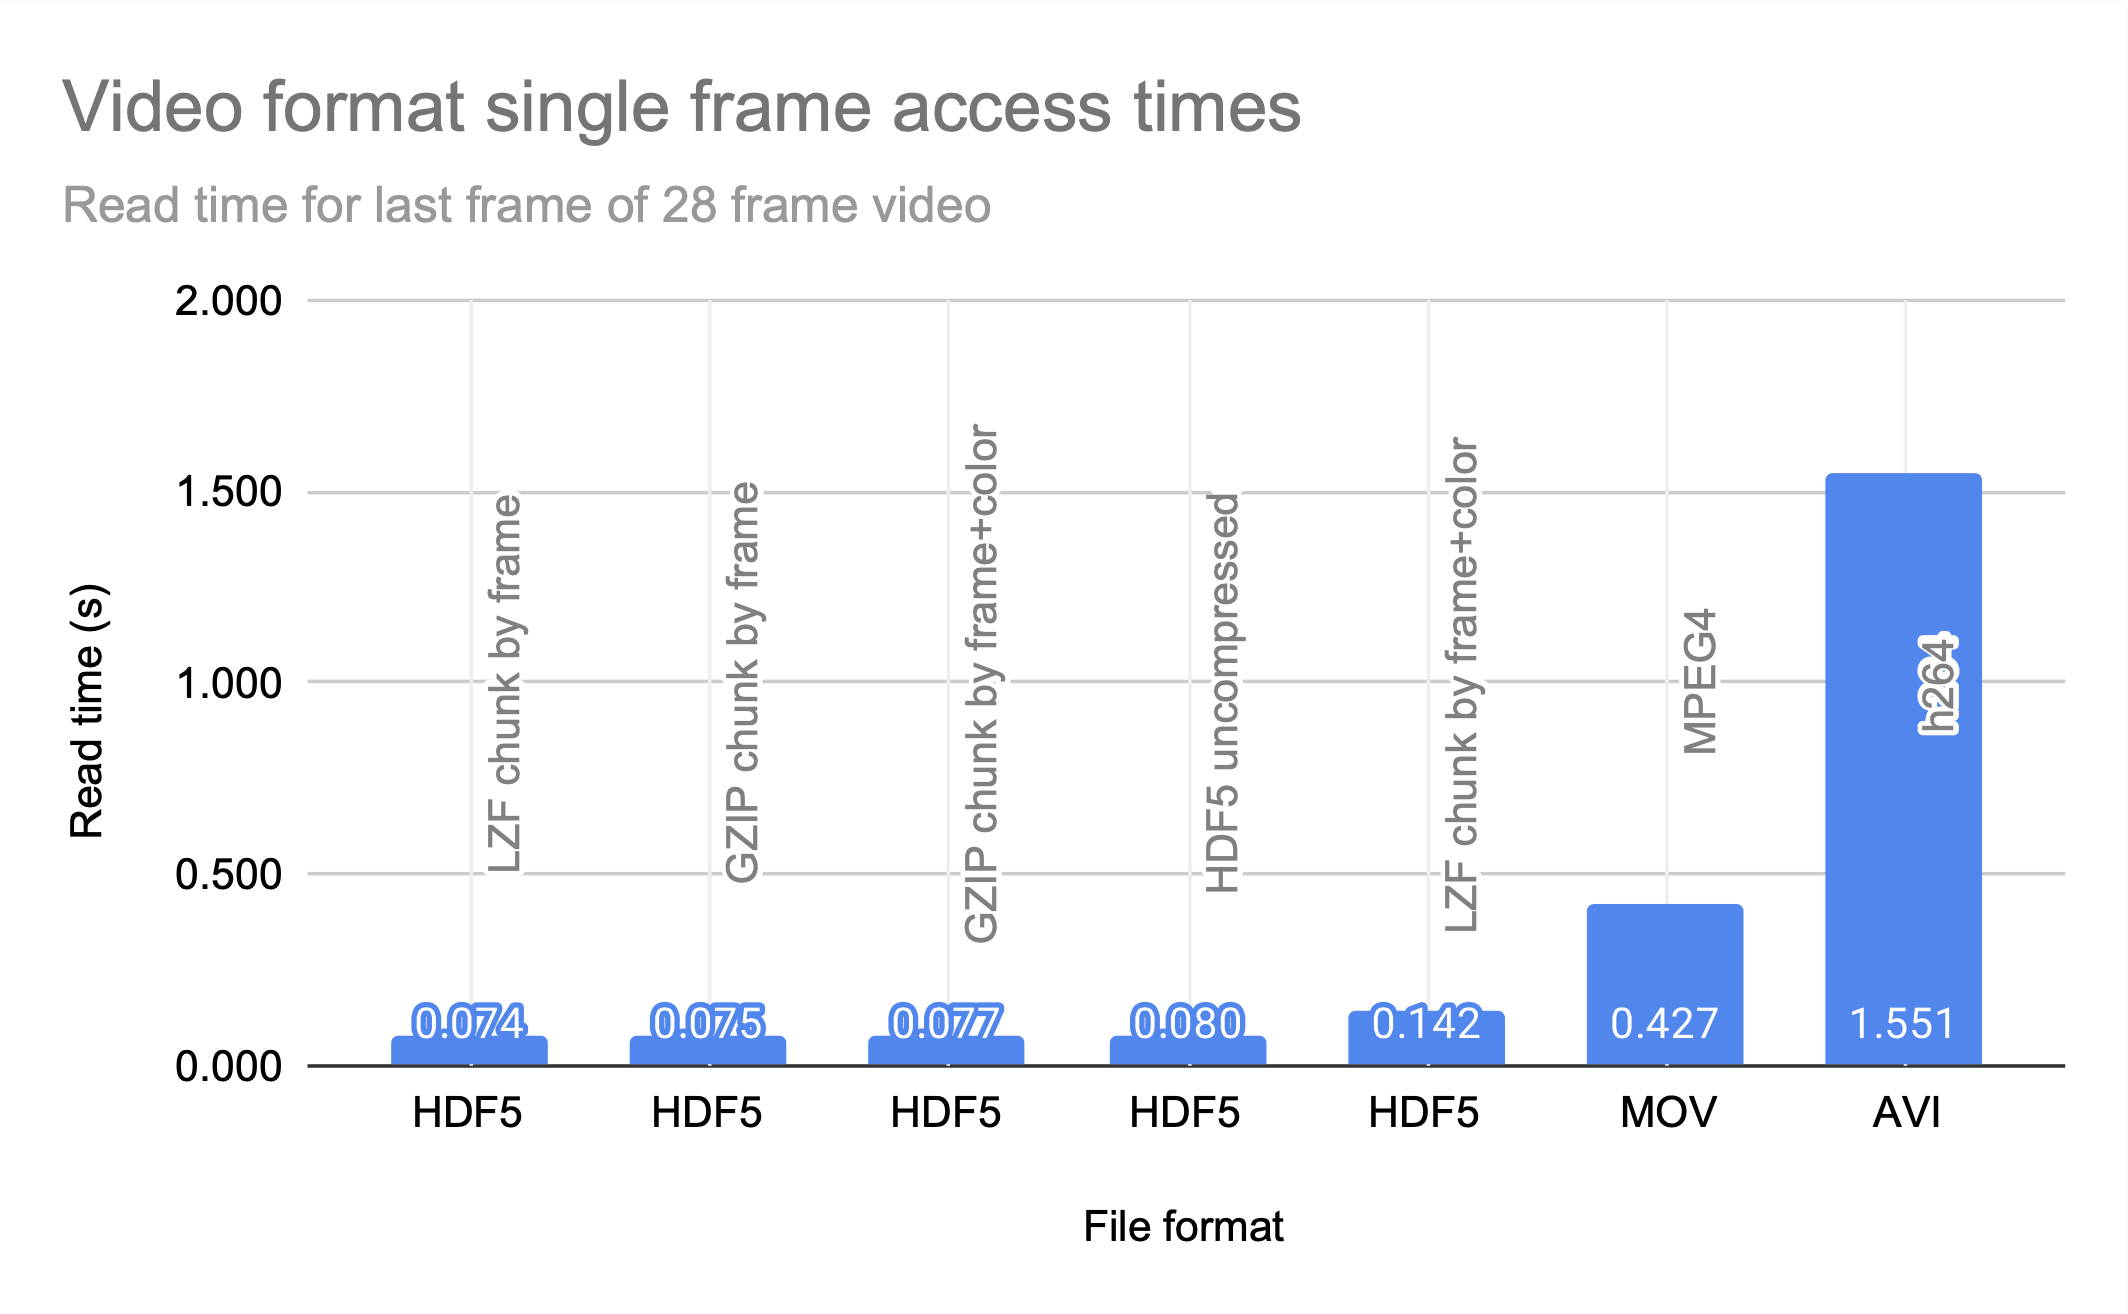 Video format single frame access times
Read time for last frame of 28 frame video
Read time (s)
2.000
1.500
1.000
0.500
0.000
LZF chunk by frame
GZIP chunk by frame
GZIP chunk by frame+color
HDF5 uncompressed
LZF chunk by frame+color
MPEG4
h264
0.074
0.075
0.077
0.080
0.142
0.427
1.551
HDF5
HDF5
HDF5
HDF5
HDF5
MOV
AVI
File format